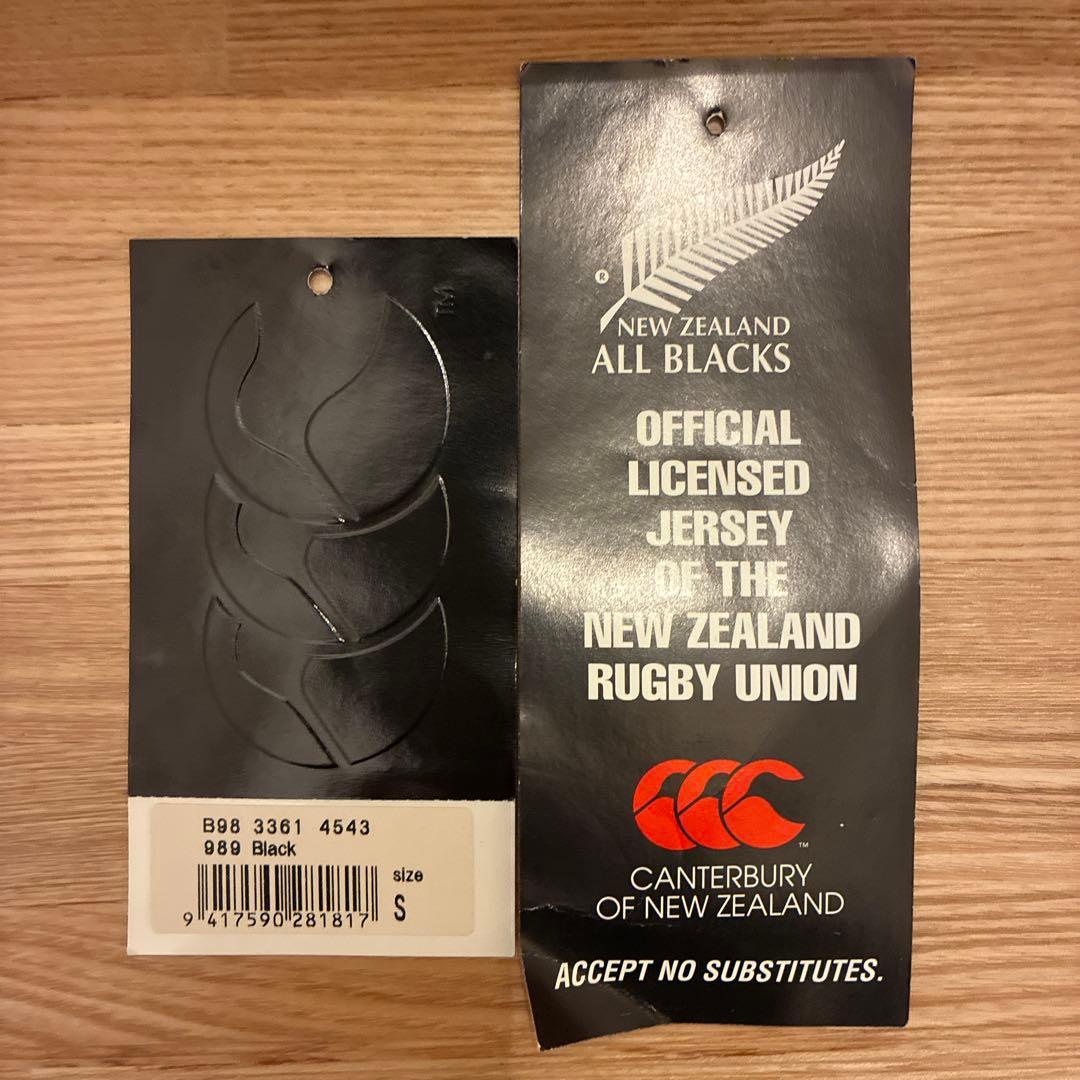 TM
B98 3361 4543
989 Black
size
S
9 417590 281817
®
NEW ZEALAND
ALL BLACKS
OFFICIAL
LICENSED
JERSEY
OF THE
NEW ZEALAND
RUGBY UNION
TM
CANTERBURY
OF NEW ZEALAND
ACCEPT NO SUBSTITUTES.